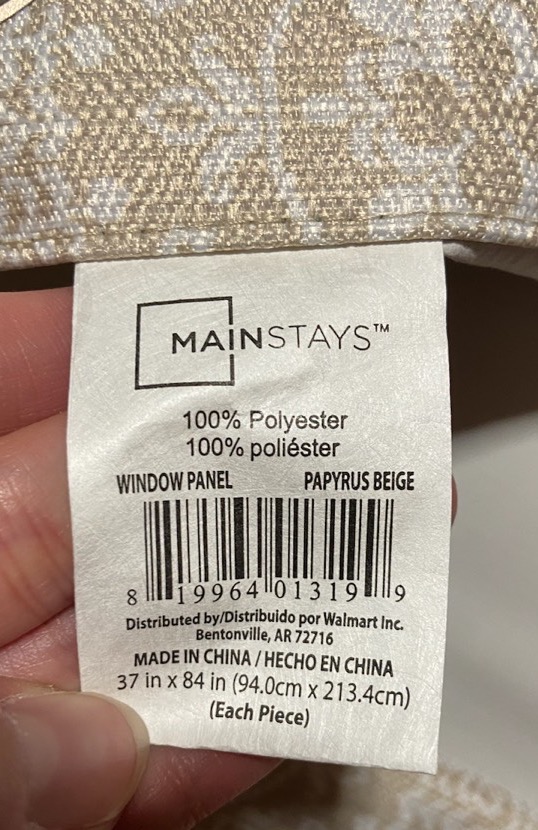 MAINSTAYS™
100% Polyester
100% poliéster
WINDOW PANEL PAPYRUS BEIGE
8 19964 01319 9
Distributed by/Distribuido por Walmart Inc.
Bentonville, AR 72716
MADE IN CHINA / HECHO EN CHINA
37 in x 84 in (94.0cm x 213.4cm)
(Each Piece)